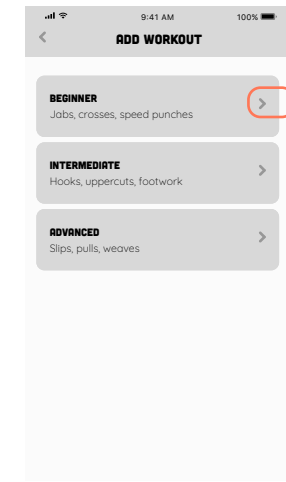 9:41 AM
100%
ADD WORKOUT
BEGINNER
Jabs, crosses, speed punches
INTERMEDIATE
Hooks, uppercuts, footwork
ADVANCED
Slips, pulls, weaves